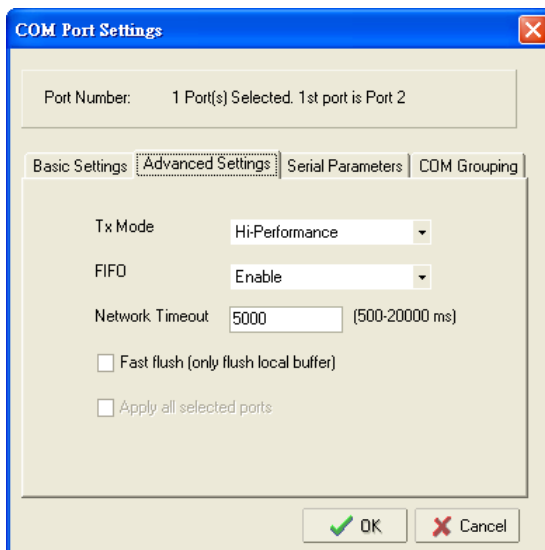 COM Port Settings
Port Number: 1 Port(s) Selected. 1st port is Port 2
Basic Settings Advanced Settings Serial Parameters COM Grouping
Tx Mode Hi-Performance
FIFO Enable
Network Timeout 5000 (500-20000 ms)
Fast flush (only flush local buffer)
Apply all selected ports
OK Cancel